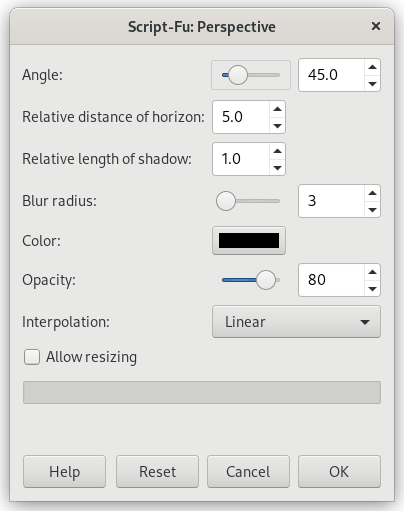 Script-Fu: Perspective ×
Angle: 45.0
Relative distance of horizon: 5.0
Relative length of shadow: 1.0
Blur radius: 3
Color:
Opacity: 80
Interpolation: Linear
Allow resizing
Help Reset Cancel OK